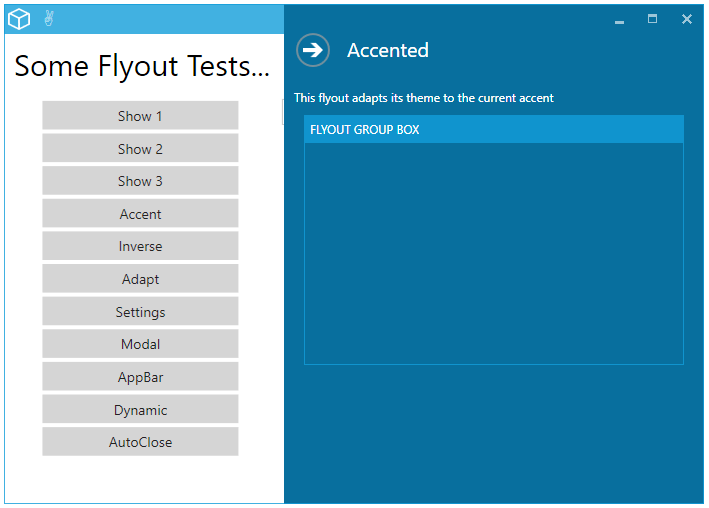 Some Flyout Tests...
Show 1
Show 2
Show 3
Accent
Inverse
Adapt
Settings
Modal
AppBar
Dynamic
AutoClose
Accented
This flyout adapts its theme to the current accent
FLYOUT GROUP BOX